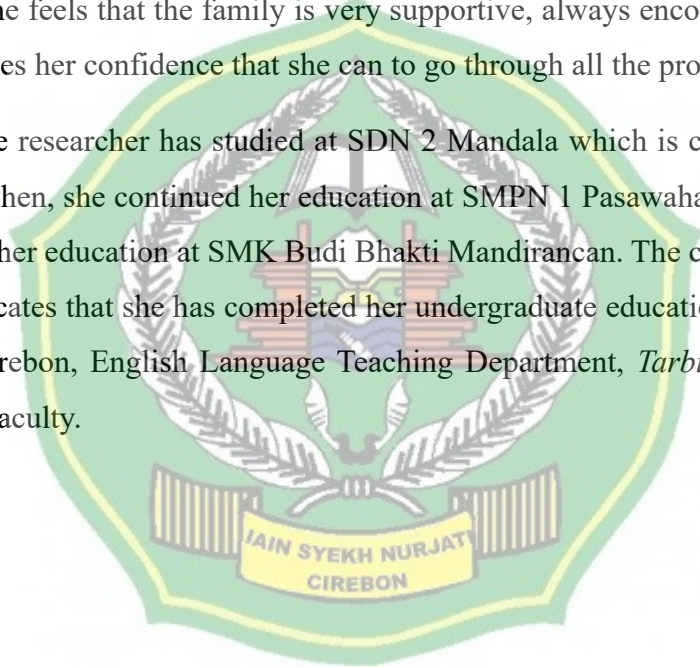 he feels that the family is very supportive, always enco
es her confidence that she can to go through all the pro
e researcher has studied at SDN 2 Mandala which is c
hen, she continued her education at SMPN 1 Pasawaha
her education at SMK Budi Bhakti Mandirancan. The c
cates that she has completed her undergraduate educati
rebon, English Language Teaching Department, Tarbi
aculty.
IAIN SYEKH NURJATI
CIREBON